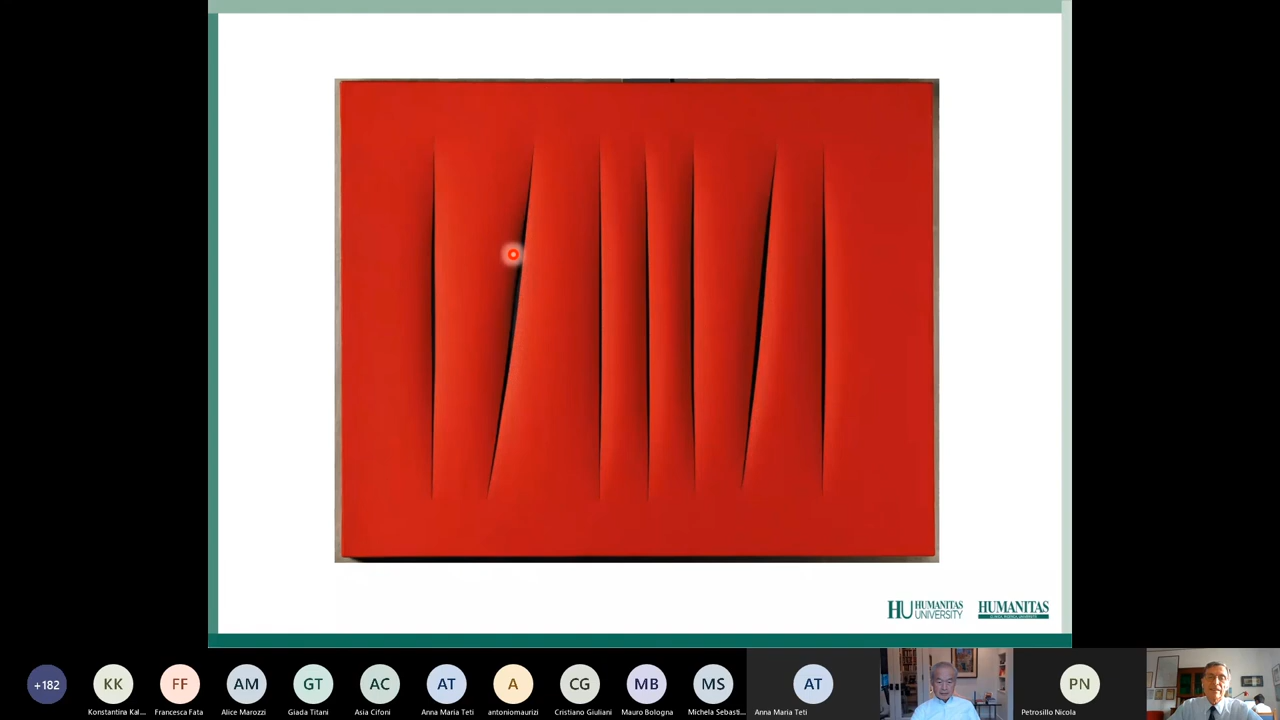 HU HUMANITAS
UNIVERSITY
HUMANITAS
+182
KK
FF
AM
GT
AC
AT
A
CG
MB
MS
AT
PN
Konstantina Kal...
Francesca Fata
Alice Marozzi
Giada Titani
Asia Cifoni
Anna Maria Teti
antoniomaurizi
Cristiano Giuliani
Mauro Bologna
Michela Sebasti...
Anna Maria Teti
Petrosillo Nicola